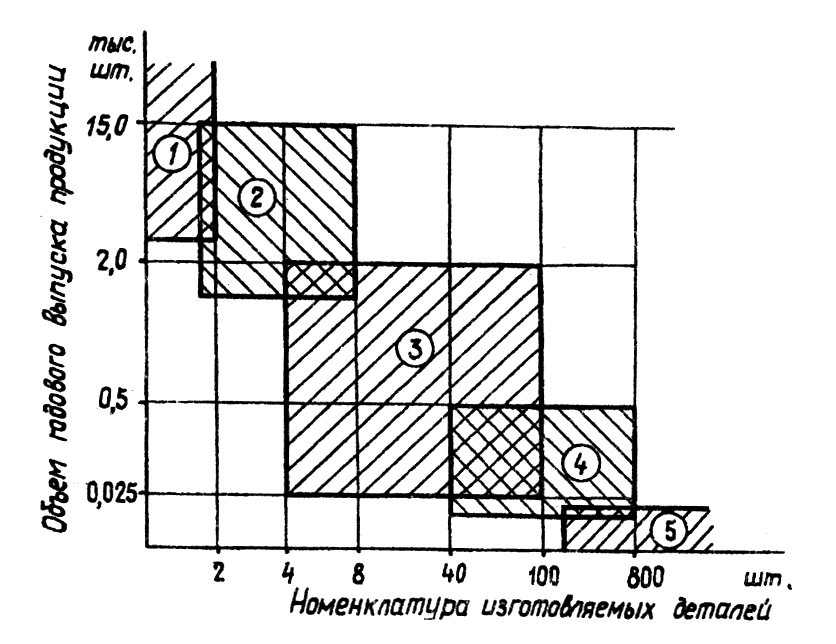 Объем годового выпуска продукции
тыс.
шт.
15,0
2,0
0,5
0,025
1
2
3
4
5
2 4 8 40 100 800 шт.
Номенклатура изготовляемых деталей